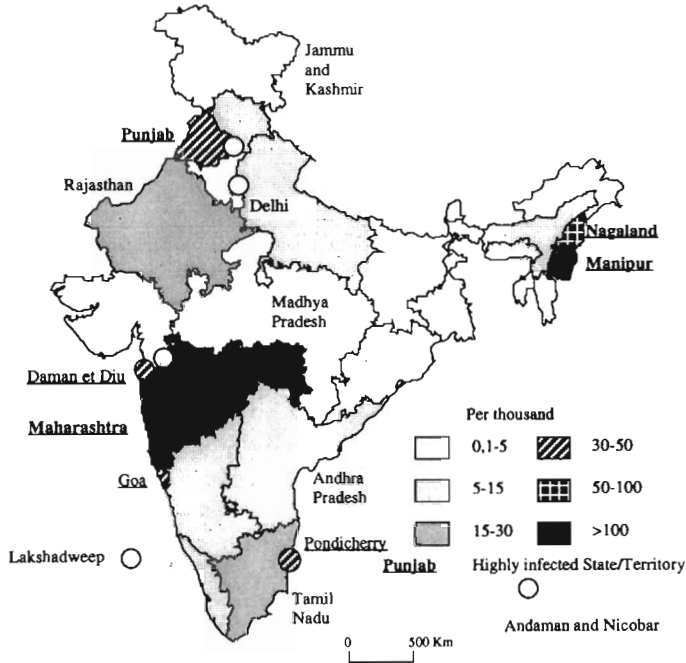 Jammu
and
Kashmir
Punjab
Rajasthan
Delhi
Nagaland
Manipur
Madhya
Pradesh
Daman et Diu
Maharashtra
Per thousand
0,1-5
30-50
Goa
Andhra
Pradesh
5-15
50-100
15-30
>100
Pondicherry
Lakshadweep
Punjab
Highly infected State/Territory
Tamil
Nadu
Andaman and Nicobar
0
500 Km